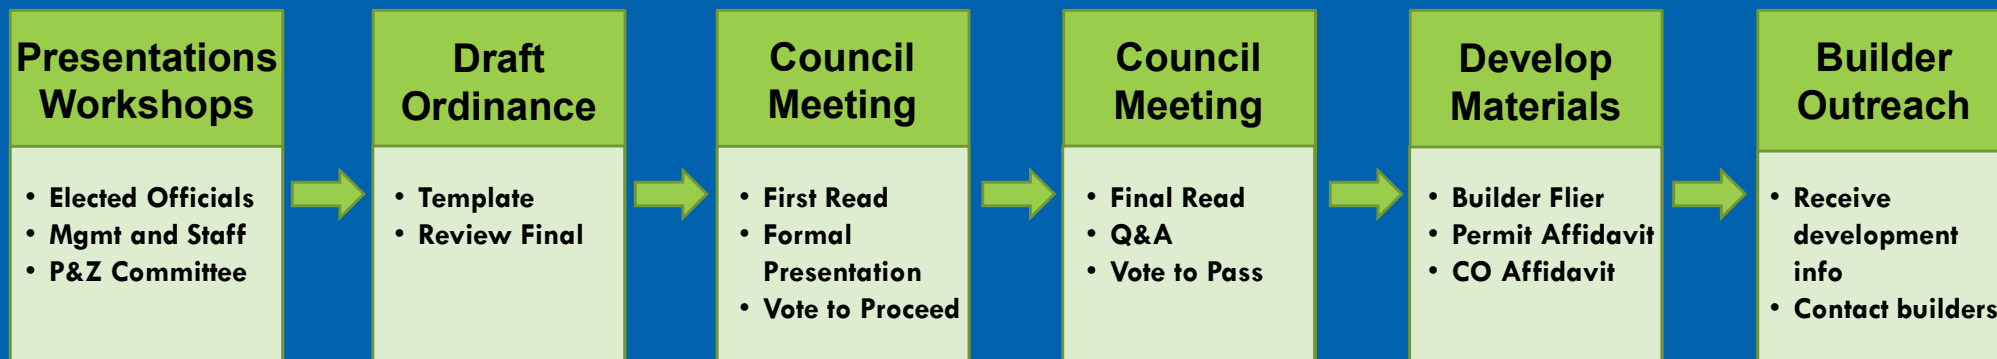 Presentations
Workshops
• Elected Officials
• Mgmt and Staff
• P&Z Committee
Draft
Ordinance
• Template
• Review Final
Council
Meeting
• First Read
• Formal
Presentation
• Vote to Proceed
Council
Meeting
• Final Read
• Q&A
• Vote to Pass
Develop
Materials
• Builder Flier
• Permit Affidavit
• CO Affidavit
Builder
Outreach
• Receive
development
info
• Contact builders